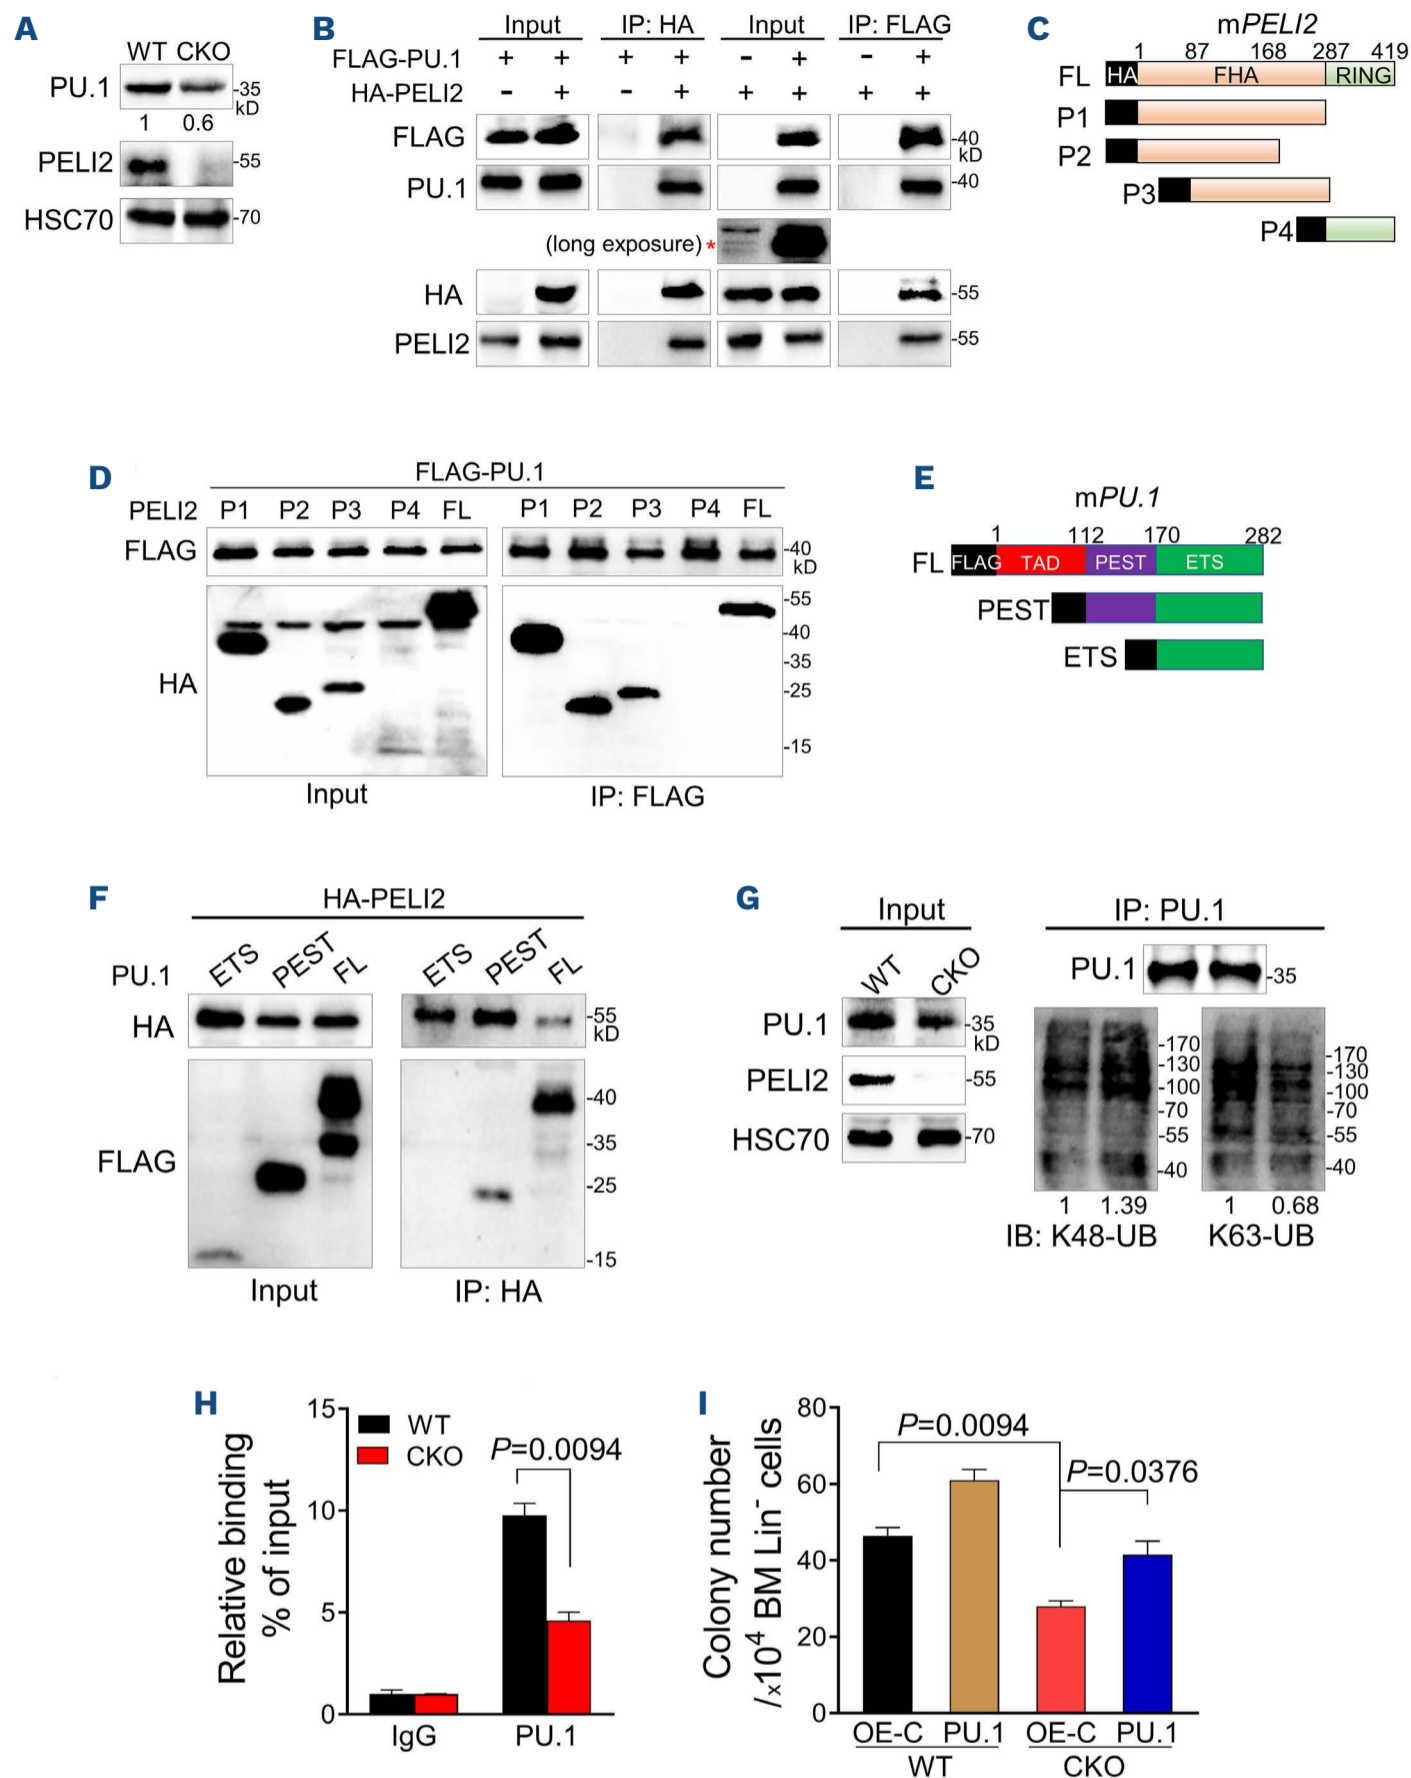 A
WT CKO
PU.1
-35
kD
1 0.6
PELI2
-55
HSC70
-70
B
Input IP: HA Input IP: FLAG
FLAG-PU.1 + + + + - + - +
HA-PELI2 - + - + + + + +
FLAG
-40
kD
PU.1
-40
(long exposure) *
HA
-55
PELI2
-55
C
mPELI2
1 87 168 287 419
FL HA FHA RING
P1
P2
P3
P4
D
FLAG-PU.1
PELI2 P1 P2 P3 P4 FL P1 P2 P3 P4 FL
FLAG
-40
kD
-55
-40
-35
HA
-25
-15
Input IP: FLAG
E
mPU.1
1 112 170 282
FL FLAG TAD PEST ETS
PEST
ETS
F
HA-PELI2
PU.1 ETS PEST FL ETS PEST FL
HA
-55
kD
-40
-35
FLAG
-25
-15
Input IP: HA
G
Input IP: PU.1
WT CKO
PU.1
-35
PU.1
-35
kD
PELI2
-55
HSC70
-70
-170
-130
-100
-70
-55
-40
-170
-130
-100
-70
-55
-40
1 1.39 1 0.68
IB: K48-UB K63-UB
H
Relative binding
% of input
15
10
5
0
WT
CKO
P=0.0094
IgG PU.1
I
Colony number
/x10⁴ BM Lin⁻ cells
80
60
40
20
0
P=0.0094
P=0.0376
OE-C PU.1 OE-C PU.1
WT CKO